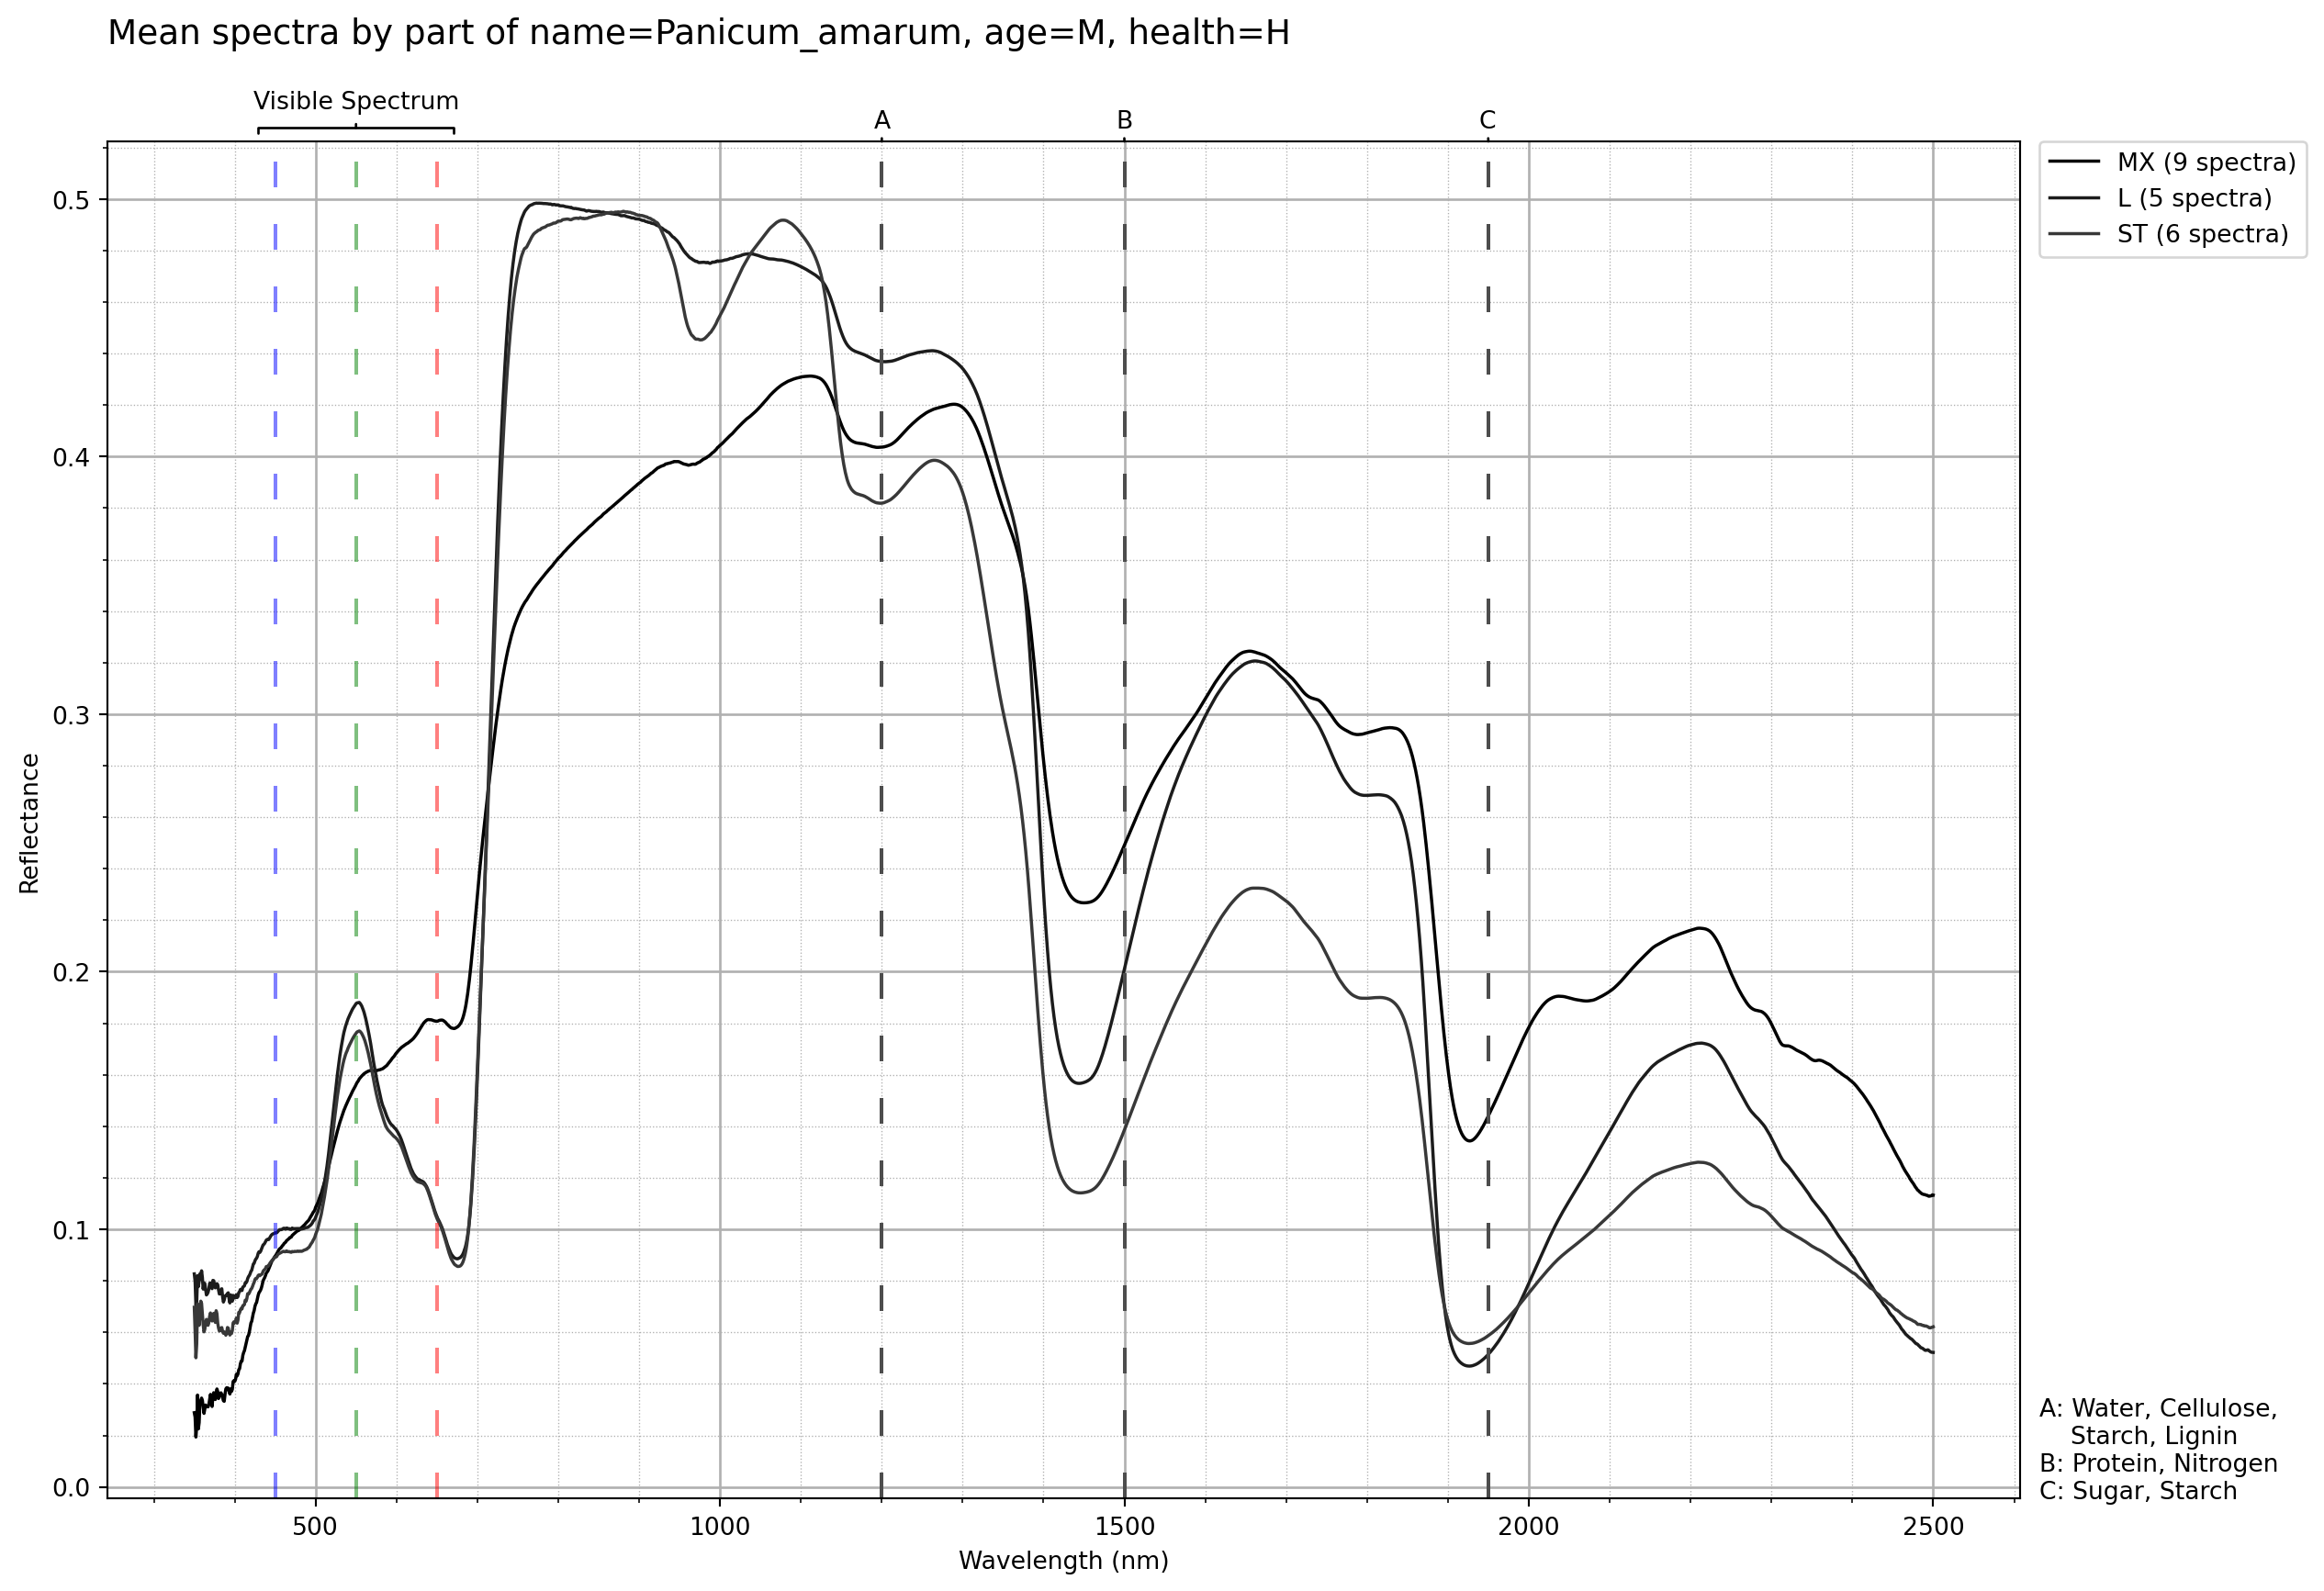 Mean spectra by part of name=Panicum_amarum, age=M, health=H
Visible Spectrum
A
B
C
MX (9 spectra)
L (5 spectra)
ST (6 spectra)
0.5
0.4
0.3
0.2
0.1
0.0
Reflectance
500
1000
1500
2000
2500
Wavelength (nm)
A: Water, Cellulose,
Starch, Lignin
B: Protein, Nitrogen
C: Sugar, Starch